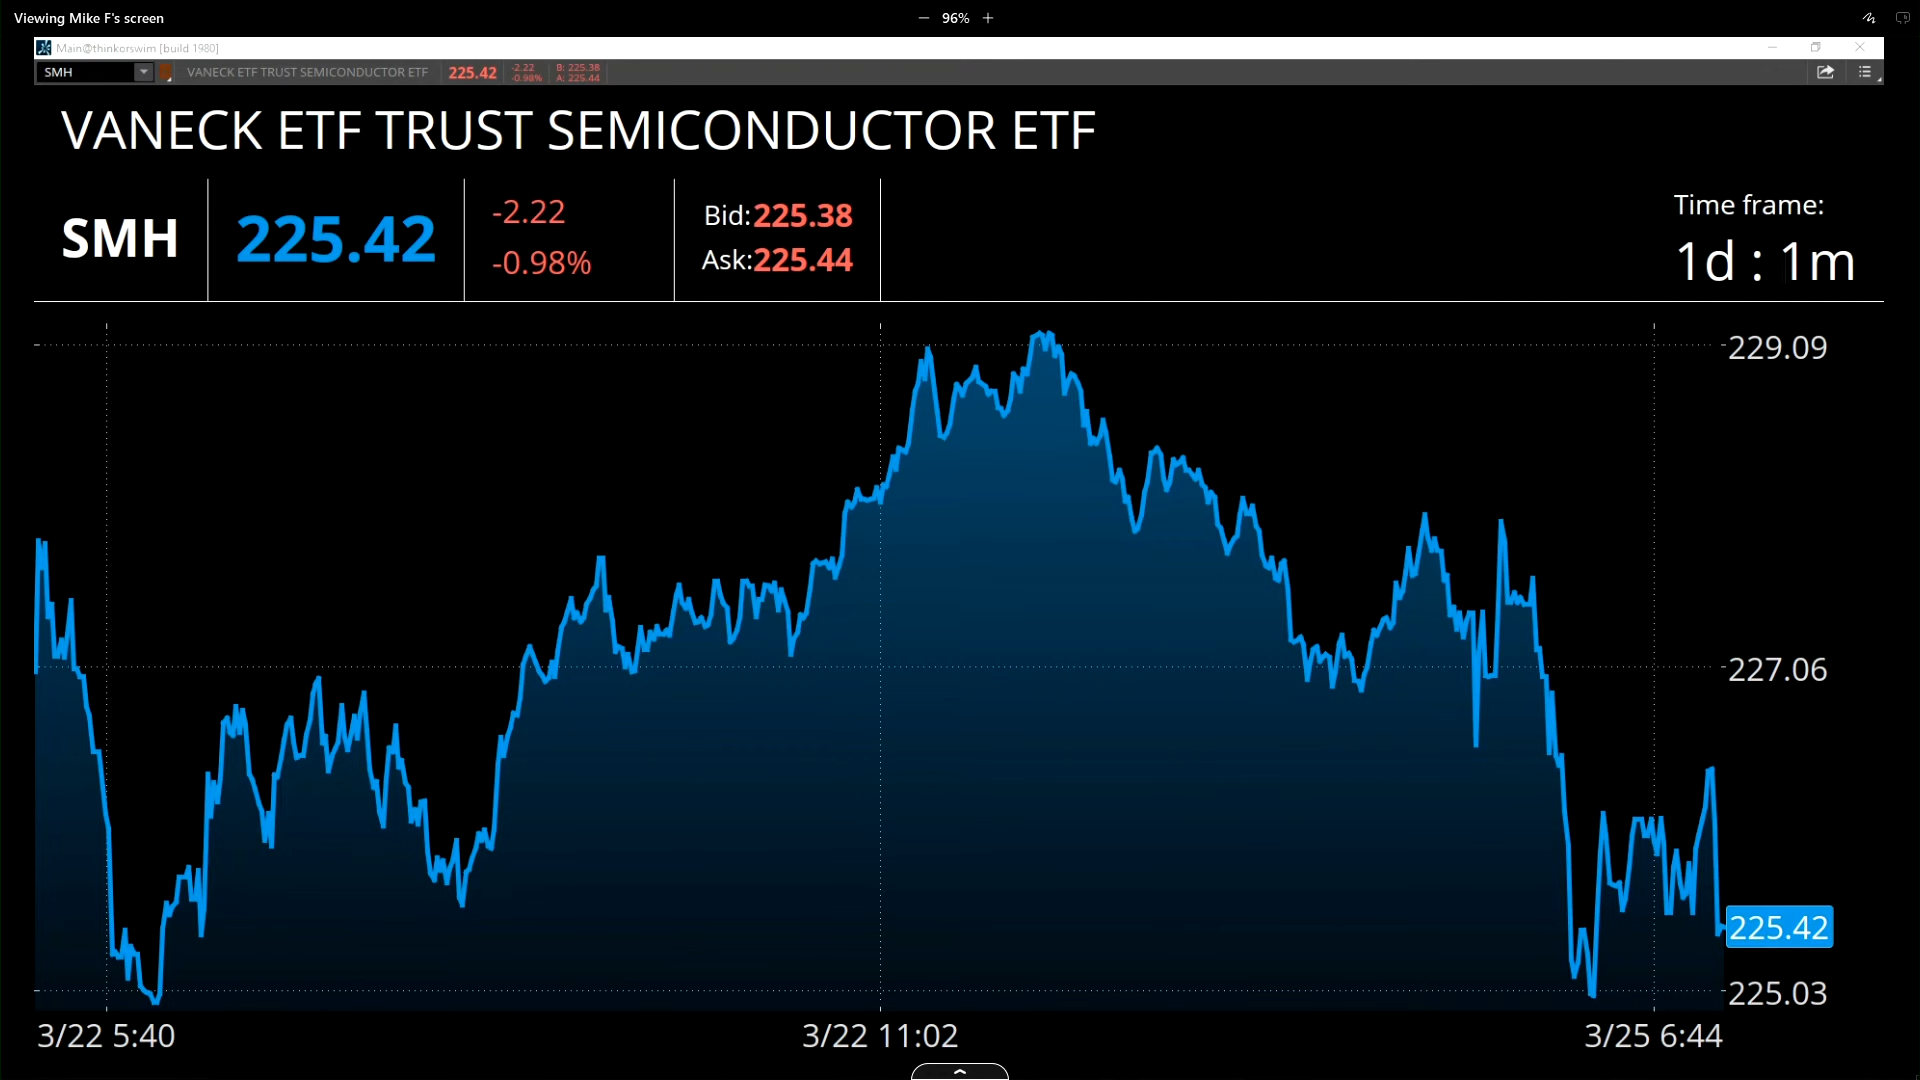 Viewing Mike F's screen
— 96% +
Main@thinkorswim [build 1980]
SMH VANECK ETF TRUST SEMICONDUCTOR ETF 225.42 -2.22 B: 225.38
-0.98% A: 225.44
VANECK ETF TRUST SEMICONDUCTOR ETF
SMH
225.42
-2.22
-0.98%
Bid:225.38
Ask:225.44
Time frame:
1d : 1m
229.09
227.06
225.42
225.03
3/22 5:40
3/22 11:02
3/25 6:44